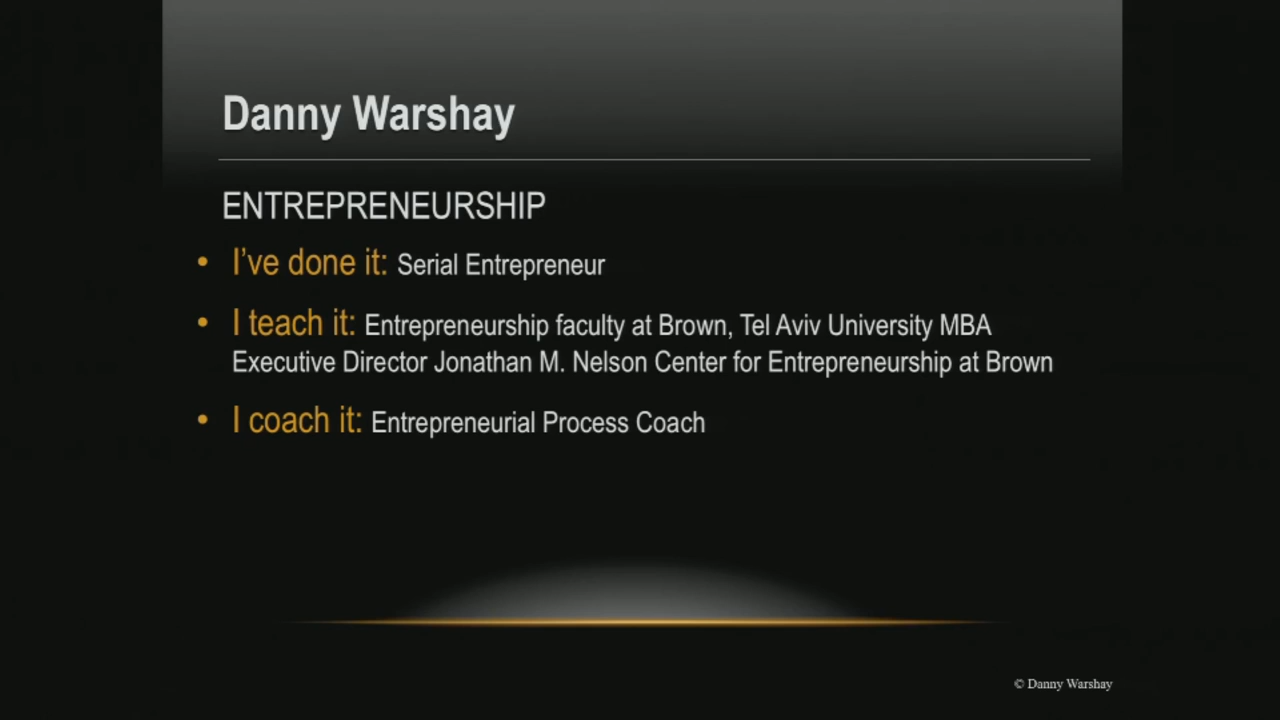 Danny Warshay
ENTREPRENEURSHIP
• I’ve done it: Serial Entrepreneur
• I teach it: Entrepreneurship faculty at Brown, Tel Aviv University MBA
Executive Director Jonathan M. Nelson Center for Entrepreneurship at Brown
• I coach it: Entrepreneurial Process Coach
© Danny Warshay